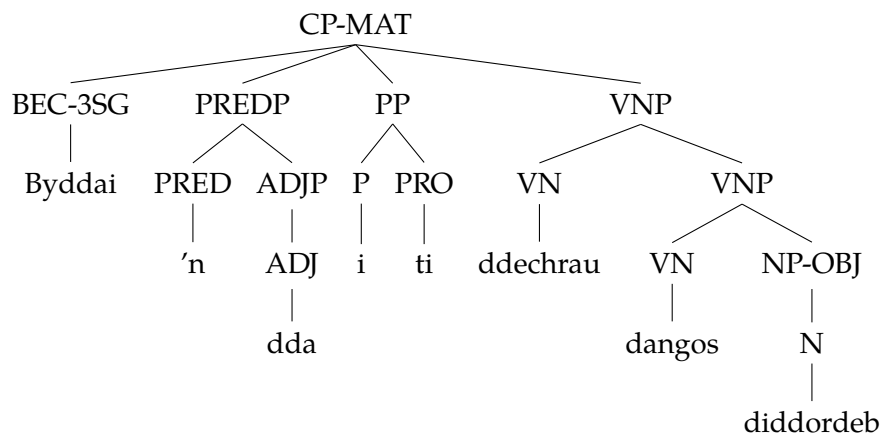 CP-MAT
BEC-3SG PREDP PP VNP
Byddai PRED ADJP P PRO VN VNP
’n ADJ i ti ddechrau VN NP-OBJ
dda dangos N
diddordeb